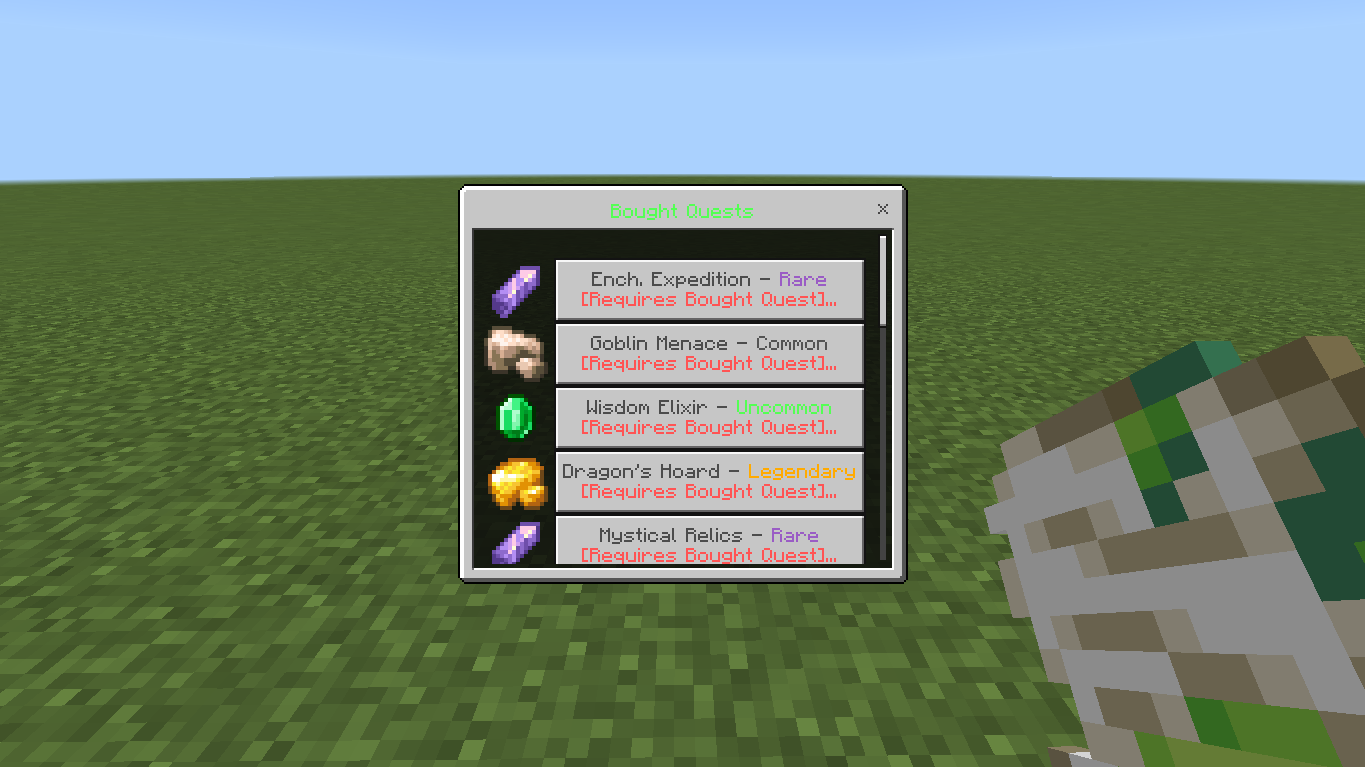 Bought Quests
Ench. Expedition - Rare
[Requires Bought Quest]...
Goblin Menace - Common
[Requires Bought Quest]...
Wisdom Elixir - Uncommon
[Requires Bought Quest]...
Dragon's Hoard - Legendary
[Requires Bought Quest]...
Mystical Relics - Rare
[Requires Bought Quest]...